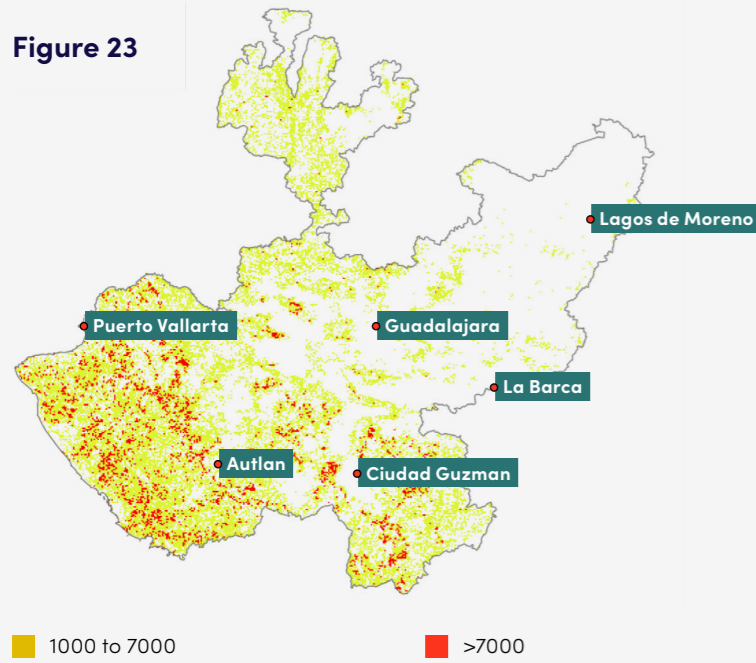 Figure 23
Lagos de Moreno
Puerto Vallarta
Guadalajara
La Barca
Autlan
Ciudad Guzman
1000 to 7000
>7000